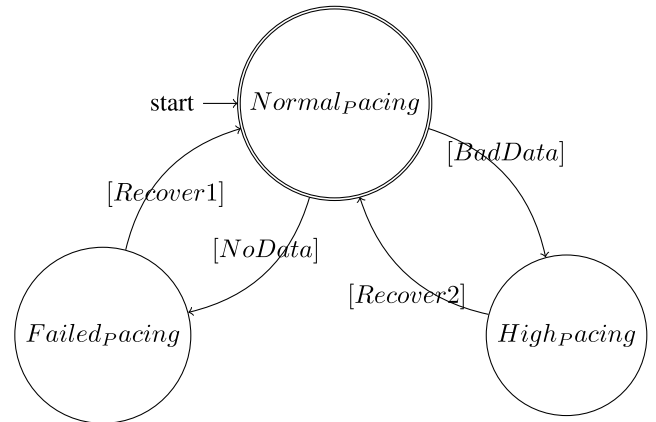 start
Normal_Pacing
[BadData]
[Recover1]
[NoData]
[Recover2]
Failed_Pacing
High_Pacing